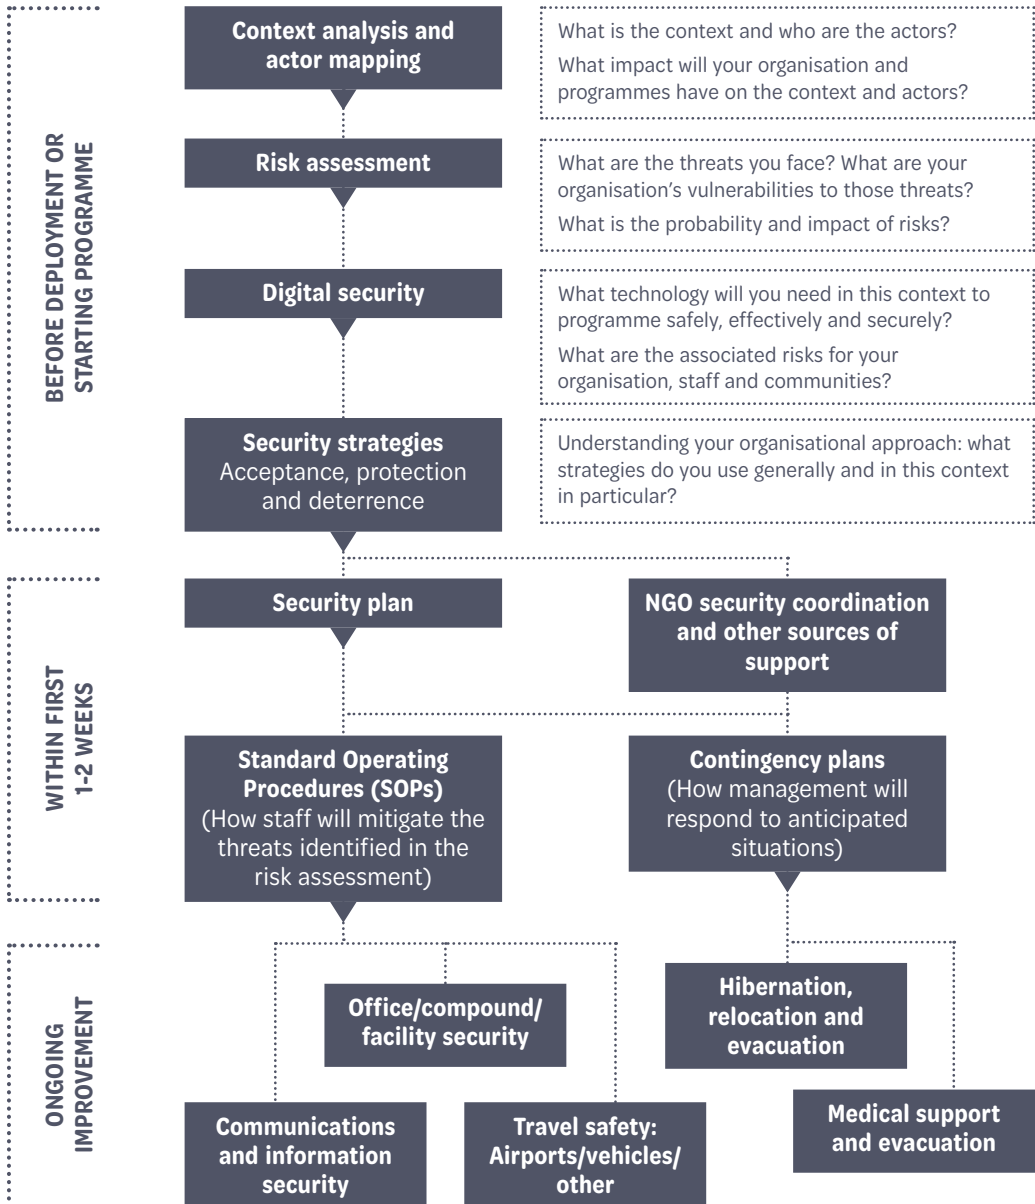 BEFORE DEPLOYMENT OR
STARTING PROGRAMME
Context analysis and
actor mapping
What is the context and who are the actors?
What impact will your organisation and
programmes have on the context and actors?
Risk assessment
What are the threats you face? What are your
organisation's vulnerabilities to those threats?
What is the probability and impact of risks?
Digital security
What technology will you need in this context to
programme safely, effectively and securely?
What are the associated risks for your
organisation, staff and communities?
Security strategies
Acceptance, protection
and deterrence
Understanding your organisational approach: what
strategies do you use generally and in this context
in particular?
WITHIN FIRST
1-2 WEEKS
Security plan
NGO security coordination
and other sources of
support
Standard Operating
Procedures (SOPs)
(How staff will mitigate the
threats identified in the
risk assessment)
Contingency plans
(How management will
respond to anticipated
situations)
ONGOING
IMPROVEMENT
Office/compound/
facility security
Hibernation,
relocation and
evacuation
Communications
and information
security
Travel safety:
Airports/vehicles/
other
Medical support
and evacuation